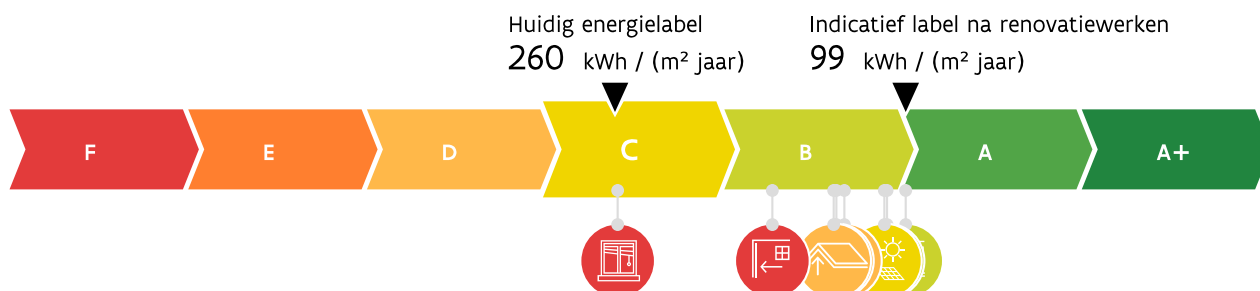 Huidig energielabel
260 kWh / (m² jaar)
Indicatief label na renovatiewerken
99 kWh / (m² jaar)
F E D C B A A+